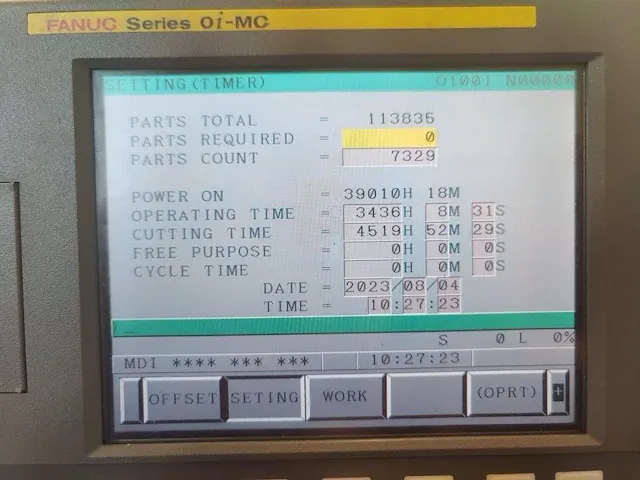 FANUC Series 0i-MC
SETTING(TIMER) O1001 N00000
PARTS TOTAL = 113835
PARTS REQUIRED = 0
PARTS COUNT = 7329
POWER ON = 39010H 18M
OPERATING TIME = 3436H 8M 31S
CUTTING TIME = 4519H 52M 29S
FREE PURPOSE = 0H 0M 0S
CYCLE TIME = 0H 0M 0S
DATE = 2023/08/04
TIME = 10:27:23
S 0 L 0%
MDI **** *** *** 10:27:23
OFFSET SETING WORK (OPRT) +